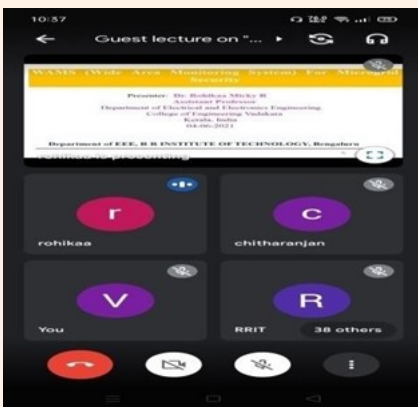 10:37
Guest lecture on "...
WAMS (Wide Area Monitoring System) For Microgrid
Security
Presenter: Dr. Rohikaa Micky R
Assistant Professor
Department of Electrical and Electronics Engineering
College of Engineering Vadakara
Kerala, India
04-06-2021
Department of EEE, R R INSTITUTE OF TECHNOLOGY, Bengaluru
rohikaa is presenting
r
rohikaa
c
chitharanjan
V
You
R
RRIT
38 others